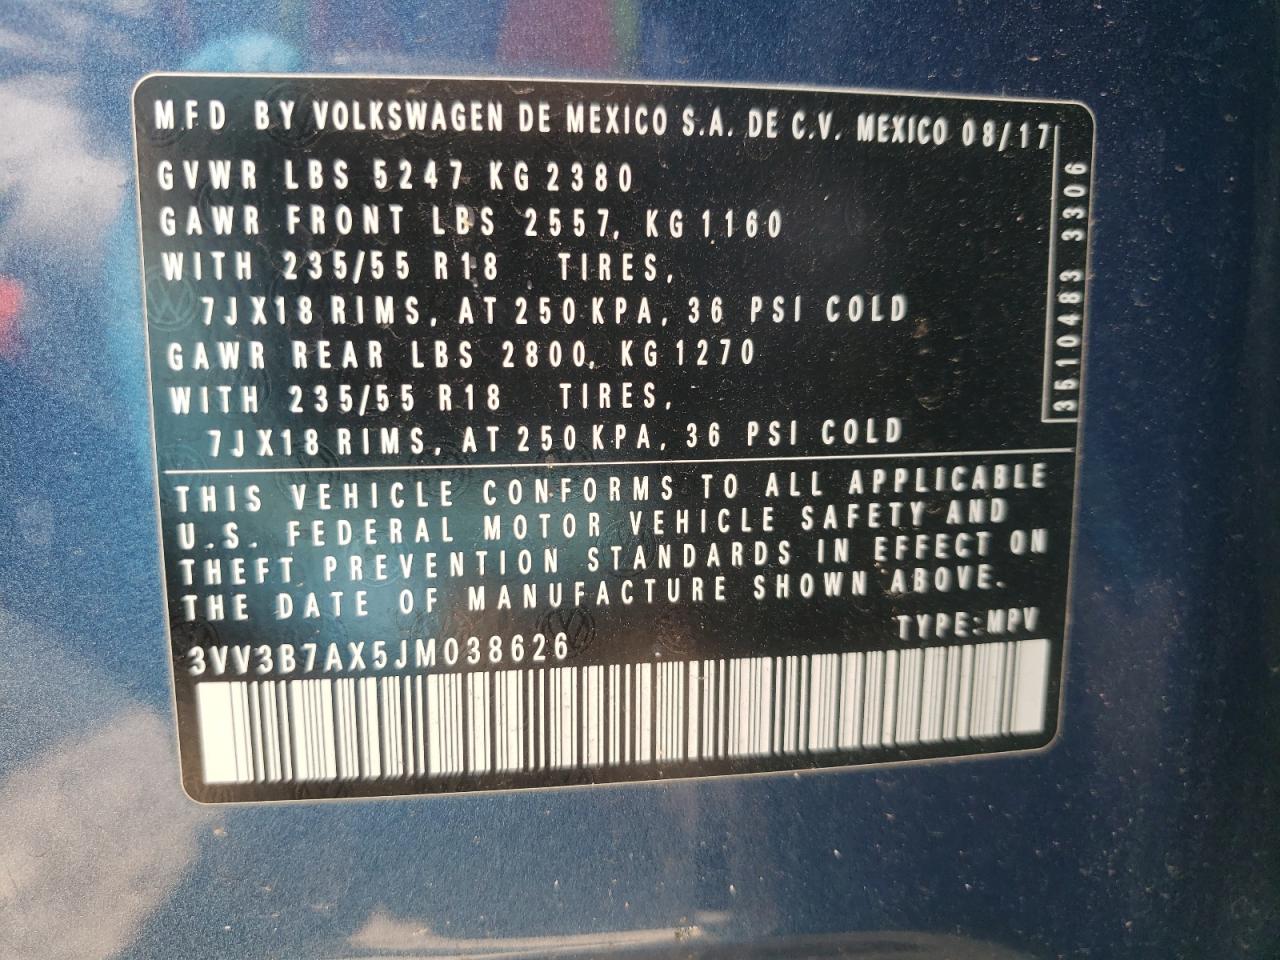 MFD BY VOLKSWAGEN DE MEXICO S.A. DE C.V. MEXICO 08/17
GVWR LBS 5247 KG 2380
GAWR FRONT LBS 2557, KG 1160
WITH 235/55 R18 TIRES,
7JX18 RIMS, AT 250 KPA, 36 PSI COLD
GAWR REAR LBS 2800, KG 1270
WITH 235/55 R18 TIRES,
7JX18 RIMS, AT 250 KPA, 36 PSI COLD
3510483 3306
THIS VEHICLE CONFORMS TO ALL APPLICABLE
U.S. FEDERAL MOTOR VEHICLE SAFETY AND
THEFT PREVENTION STANDARDS IN EFFECT ON
THE DATE OF MANUFACTURE SHOWN ABOVE.
TYPE:MPV
3VV3B7AX5JM038626